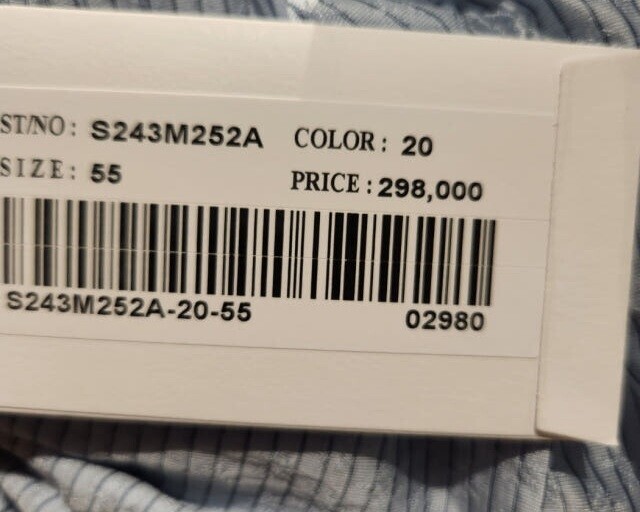 ST/NO: S243M252A COLOR: 20
SIZE: 55 PRICE: 298,000
S243M252A-20-55 02980